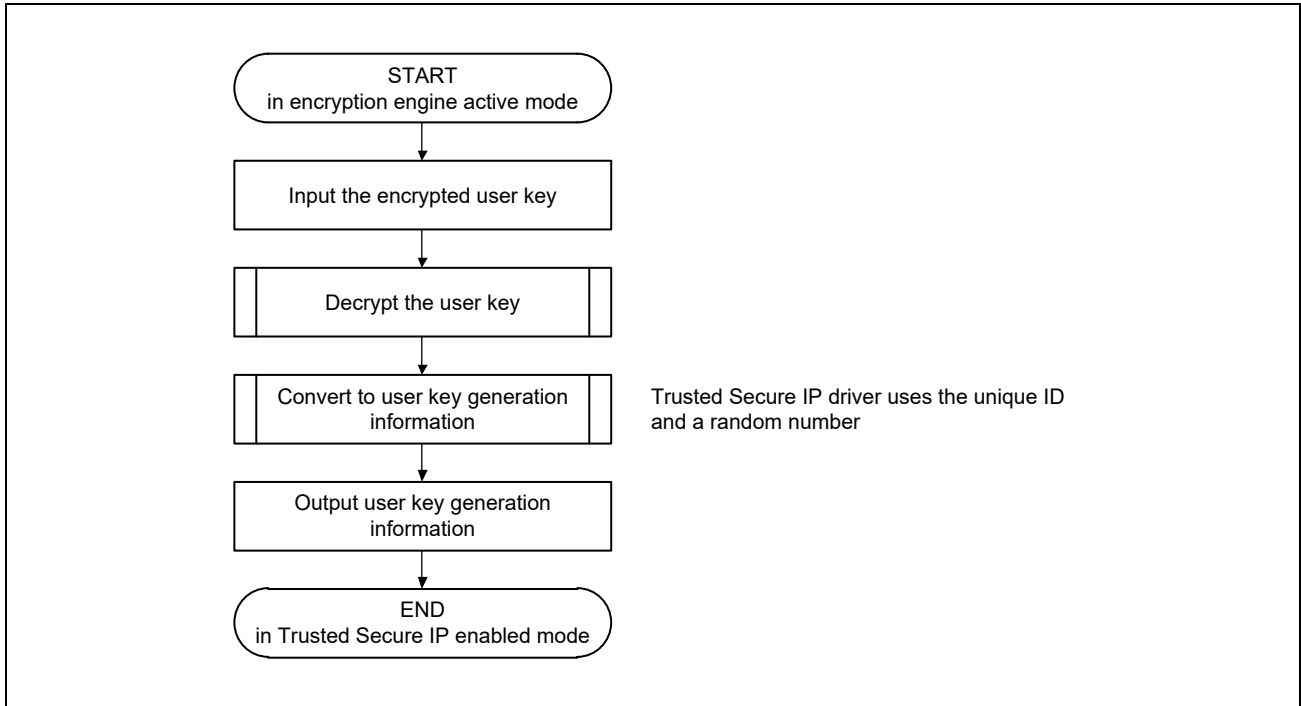 START
in encryption engine active mode
Input the encrypted user key
Decrypt the user key
Convert to user key generation
information
Trusted Secure IP driver uses the unique ID
and a random number
Output user key generation
information
END
in Trusted Secure IP enabled mode